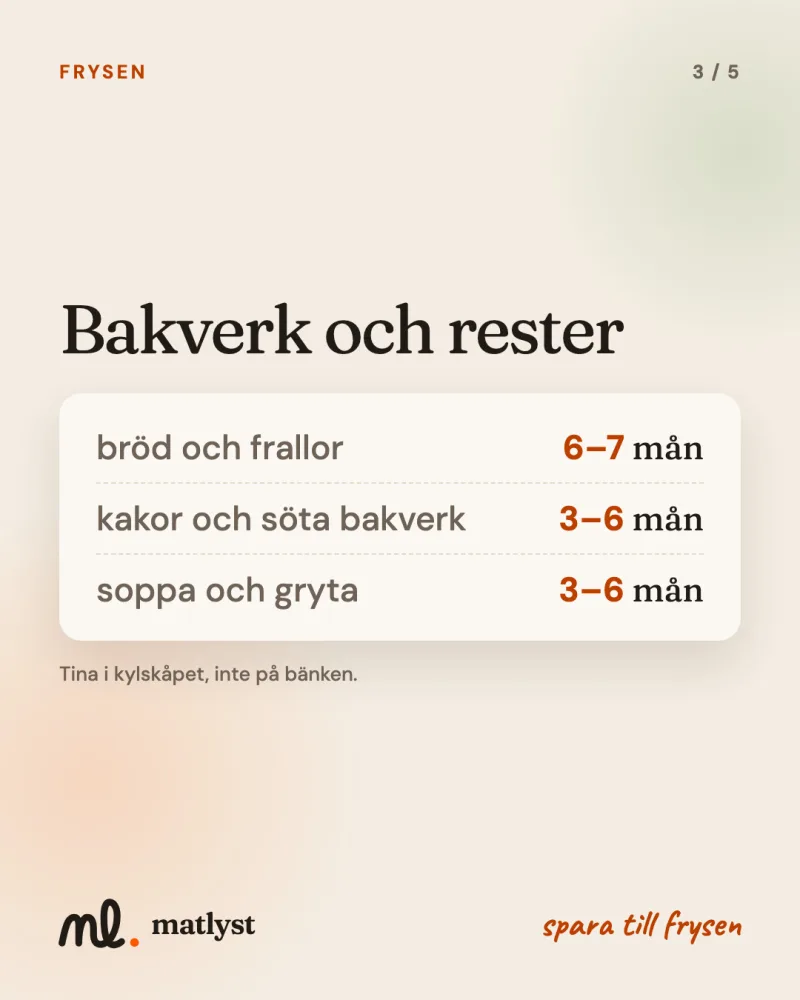 FRYSEN
3 / 5
Bakverk och rester
bröd och frallor 6–7 mån
kakor och söta bakverk 3–6 mån
soppa och gryta 3–6 mån
Tina i kylskåpet, inte på bänken.
ml. matlyst
spara till frysen